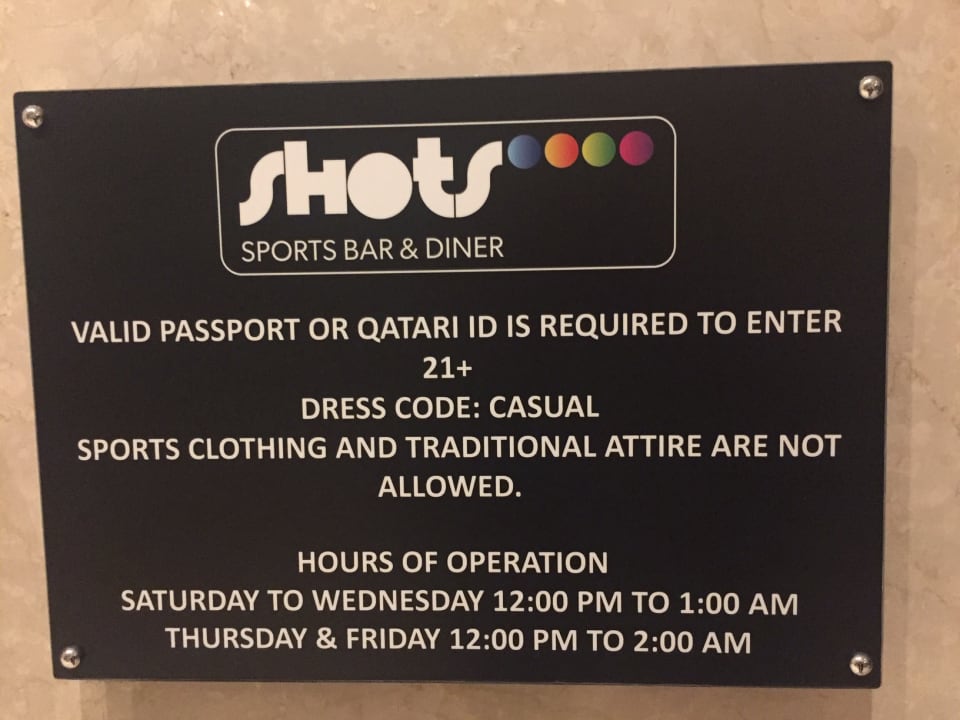 SHOTS
SPORTS BAR & DINER
VALID PASSPORT OR QATARI ID IS REQUIRED TO ENTER
21+
DRESS CODE: CASUAL
SPORTS CLOTHING AND TRADITIONAL ATTIRE ARE NOT
ALLOWED.
HOURS OF OPERATION
SATURDAY TO WEDNESDAY 12:00 PM TO 1:00 AM
THURSDAY & FRIDAY 12:00 PM TO 2:00 AM